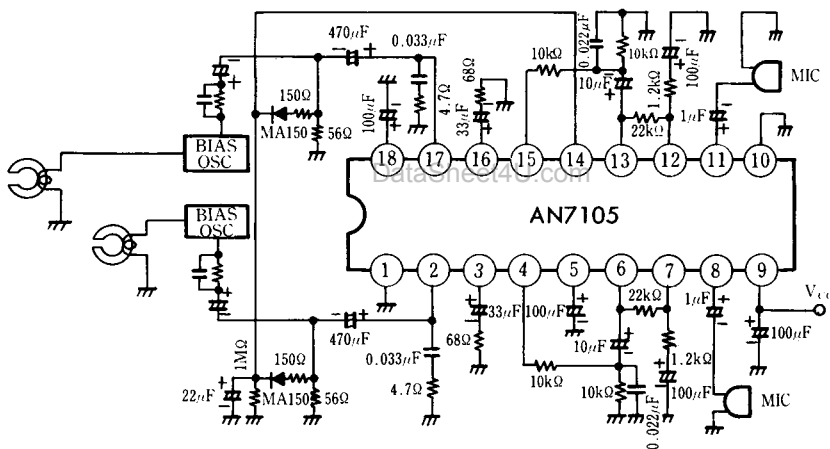 470µF
0.033µF
0.022µF
10kΩ
10kΩ
68Ω
100µF
1.2kΩ
10µF
33µF
100µF
4.7Ω
150Ω
MA150
56Ω
22kΩ
1µF
MIC
BIAS
OSC
18
17
16
15
14
13
12
11
10
DataSheet4U.com
AN7105
BIAS
OSC
1
2
3
4
5
6
7
8
9
VCC
22kΩ
1µF
33µF
100µF
100µF
470µF
68Ω
10µF
1.2kΩ
0.033µF
1MΩ
150Ω
10kΩ
10kΩ
100µF
22µF
MA150
56Ω
4.7Ω
0.022µF
MIC